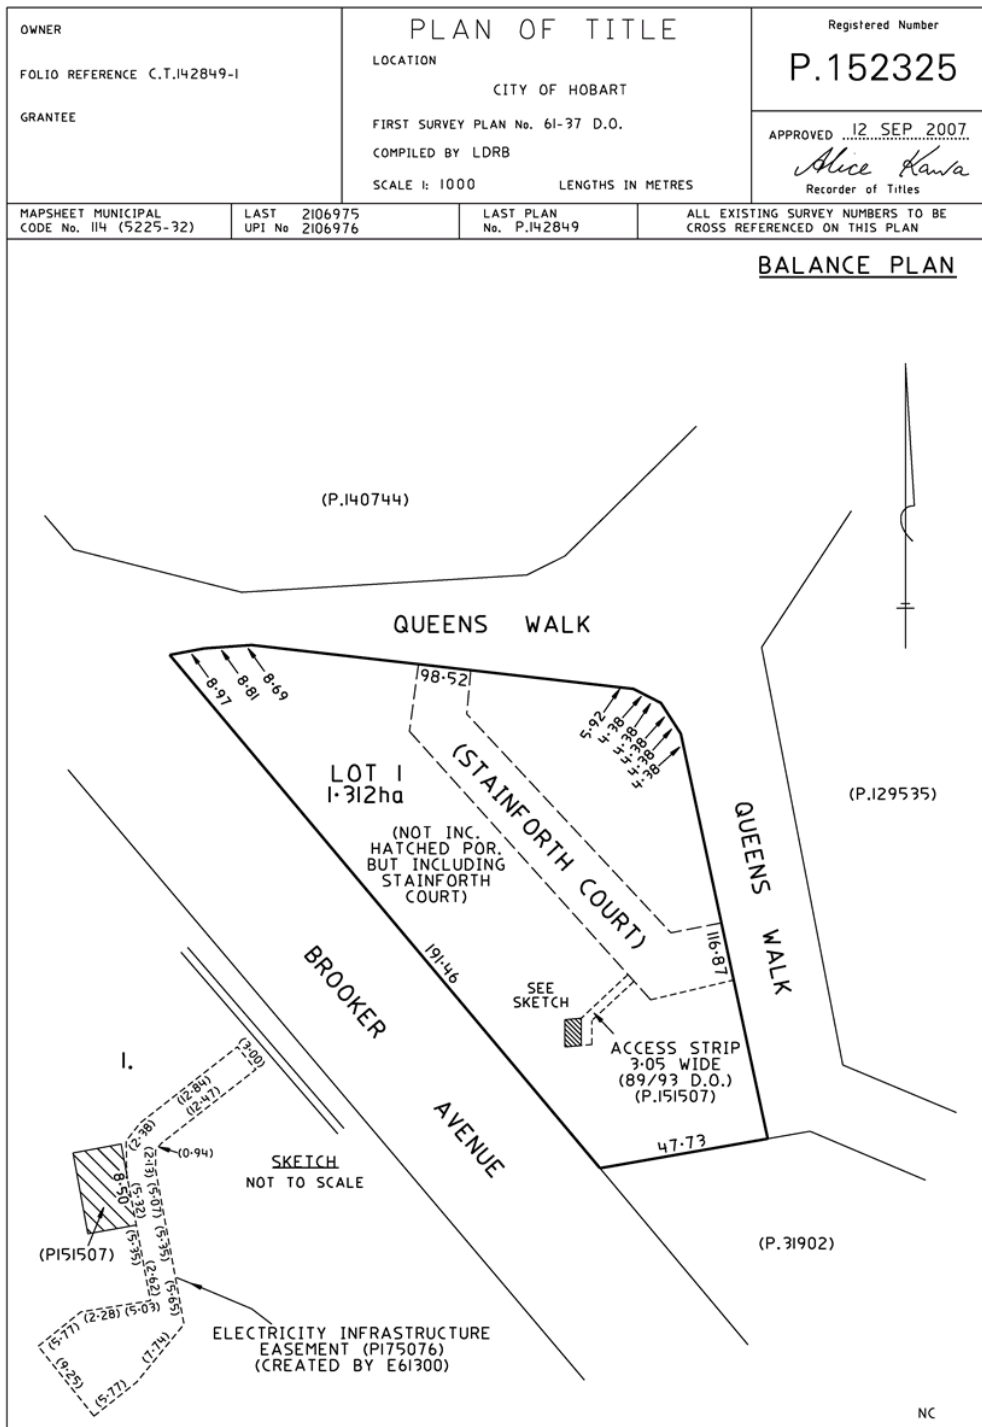 OWNER
FOLIO REFERENCE C.T.142849-1
GRANTEE
PLAN OF TITLE
LOCATION
CITY OF HOBART
FIRST SURVEY PLAN No. 61-37 D.O.
COMPILED BY LDRB
SCALE 1: 1000 LENGTHS IN METRES
Registered Number
P.152325
APPROVED 12 SEP 2007
Alice Kawa
Recorder of Titles
MAPSHEET MUNICIPAL
CODE No. 114 (5225-32)
LAST 2106975
UPI No 2106976
LAST PLAN
No. P.142849
ALL EXISTING SURVEY NUMBERS TO BE
CROSS REFERENCED ON THIS PLAN
BALANCE PLAN
(P.140744)
QUEENS WALK
8·97
8·81
8·69
98·52
5·92
4·38
4·38
4·38
4·38
LOT 1
1·312ha
(NOT INC.
HATCHED POR.
BUT INCLUDING
STAINFORTH
COURT)
(STAINFORTH COURT)
(P.129535)
QUEENS WALK
116·87
191·46
BROOKER
AVENUE
SEE
SKETCH
ACCESS STRIP
3·05 WIDE
(89/93 D.O.)
(P.151507)
47·73
(P.31902)
1.
(3·00)
(12·84)
(12·47)
(2·38)
(0·94)
(2·13)
SKETCH
NOT TO SCALE
8·50
(5·32)
(5·07)
(5·35)
(5·35)
(P151507)
(2·62)
(5·65)
(5·03)
(2·28)
(5·77)
(9·25)
(5·77)
(7·74)
ELECTRICITY INFRASTRUCTURE
EASEMENT (P175076)
(CREATED BY E61300)
NC